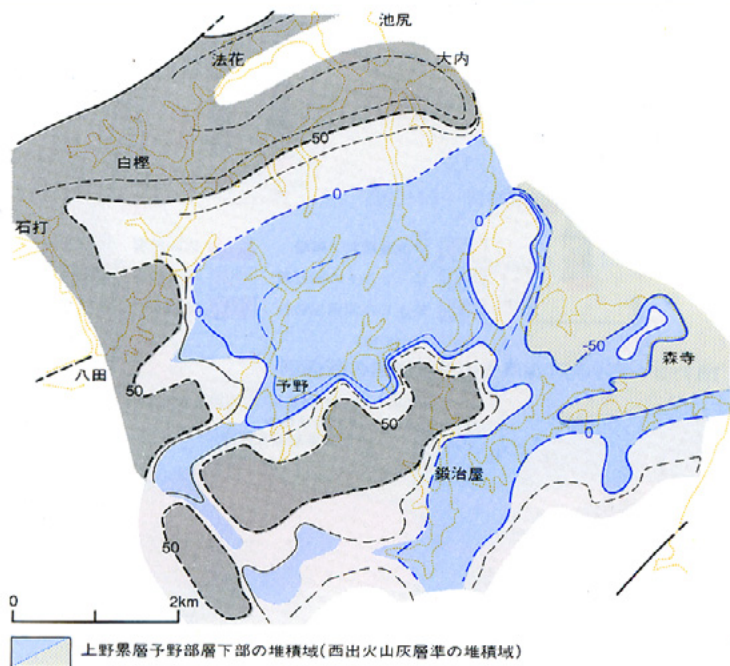 池尻
法花
大内
50
白樫
0
0
石打
0
-50
森寺
八田
50
予野
50
0
鍛治屋
50
0 2km
上野累層予野部層下部の堆積域(西出火山灰層準の堆積域)